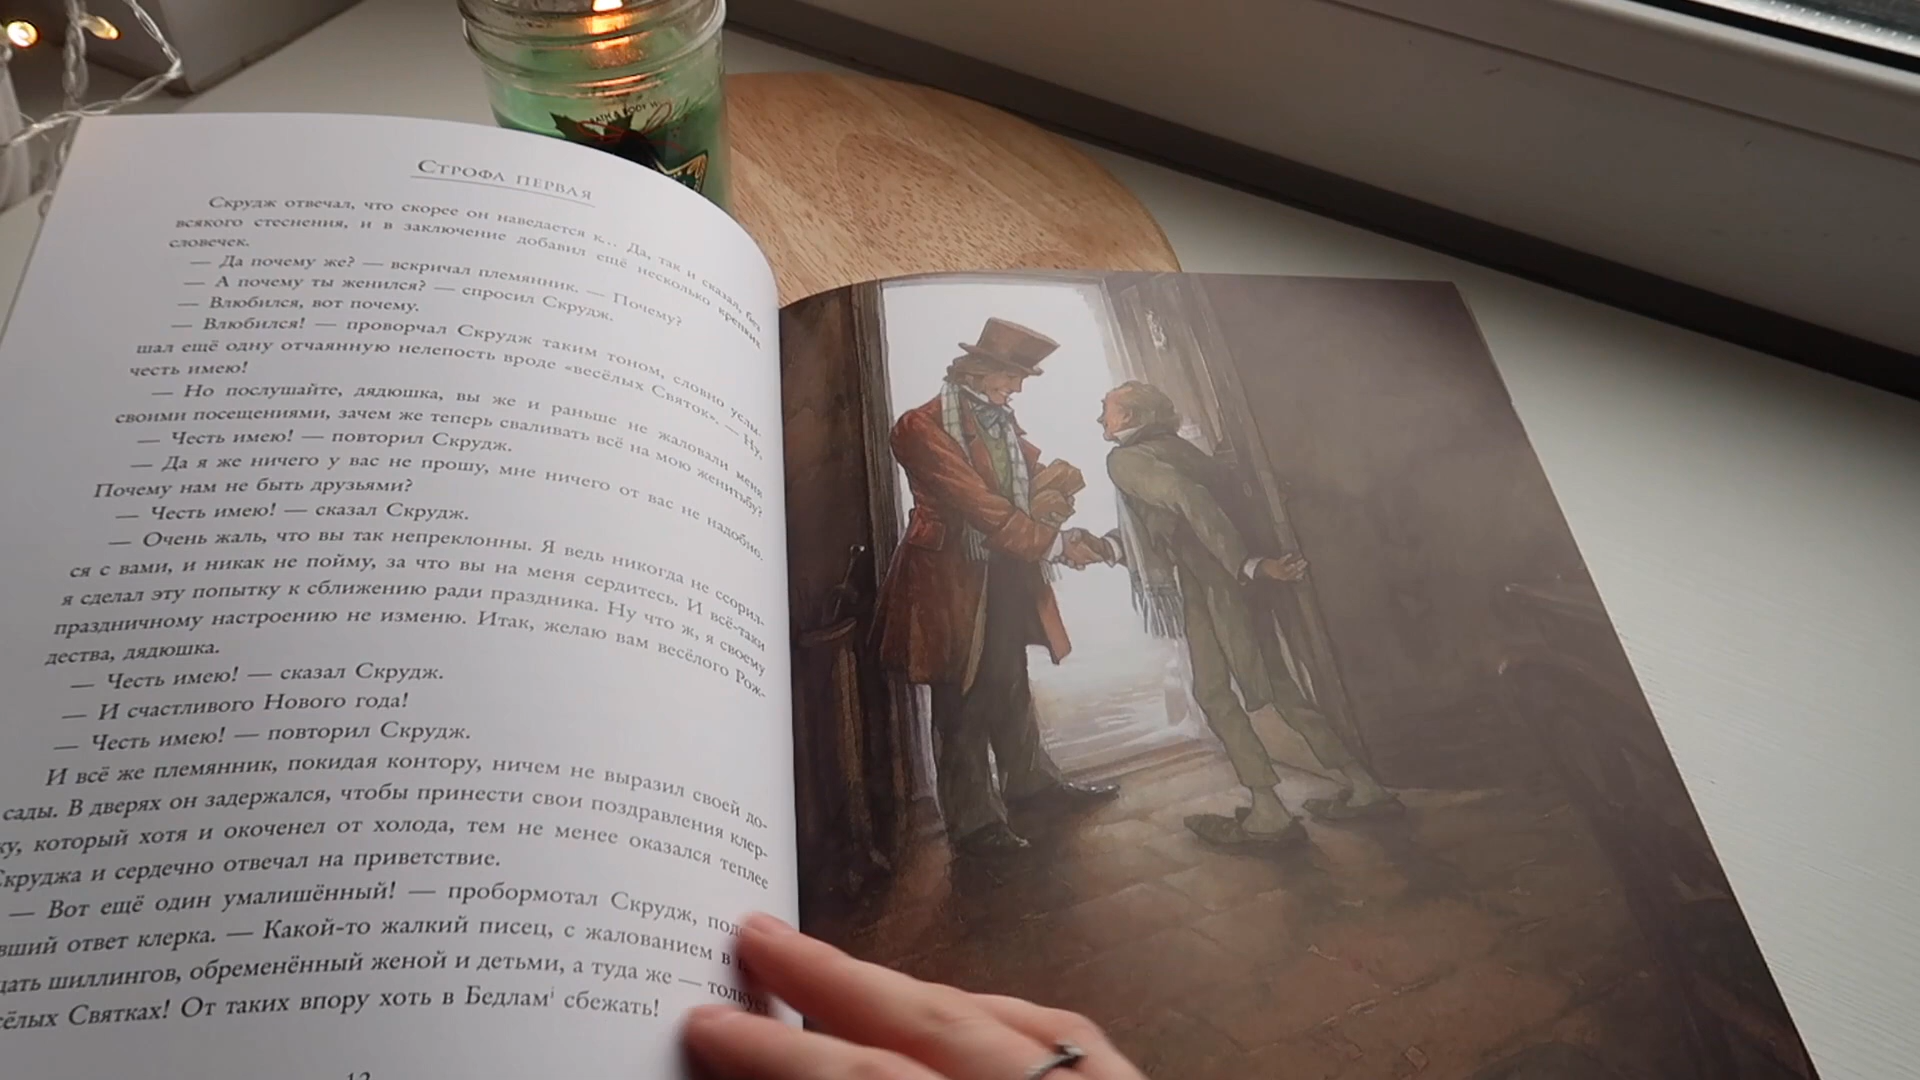 BATH & BODY W
СТРОФА ПЕРВАЯ
Скрудж отвечал, что скорее он наведается к... Да, так и сказал, без
всякого стеснения, и в заключение добавил ещё несколько крепких
словечек.
— Да почему же? — вскричал племянник. — Почему?
— А почему ты женился? — спросил Скрудж.
— Влюбился, вот почему.
— Влюбился! — проворчал Скрудж таким тоном, словно услы-
шал ещё одну отчаянную нелепость вроде «весёлых Святок». — Ну,
честь имею!
— Но послушайте, дядюшка, вы же и раньше не жаловали меня
своими посещениями, зачем же теперь сваливать всё на мою женитьбу?
— Честь имею! — повторил Скрудж.
— Да я же ничего у вас не прошу, мне ничего от вас не надобно.
Почему нам не быть друзьями?
— Честь имею! — сказал Скрудж.
— Очень жаль, что вы так непреклонны. Я ведь никогда не ссорил-
ся с вами, и никак не пойму, за что вы на меня сердитесь. И всё-таки
я сделал эту попытку к сближению ради праздника. Ну что ж, я своему
праздничному настроению не изменю. Итак, желаю вам весёлого Рож-
дества, дядюшка.
— Честь имею! — сказал Скрудж.
— И счастливого Нового года!
— Честь имею! — повторил Скрудж.
И всё же племянник, покидая контору, ничем не выразил своей до-
сады. В дверях он задержался, чтобы принести свои поздравления клер-
ку, который хотя и окоченел от холода, тем не менее оказался теплее
Скруджа и сердечно отвечал на приветствие.
— Вот ещё один умалишённый! — пробормотал Скрудж, под
вший ответ клерка. — Какой-то жалкий писец, с жалованием в
цать шиллингов, обременённый женой и детьми, а туда же — толкует
сёлых Святках! От таких впору хоть в Бедлам¹ сбежать!
12